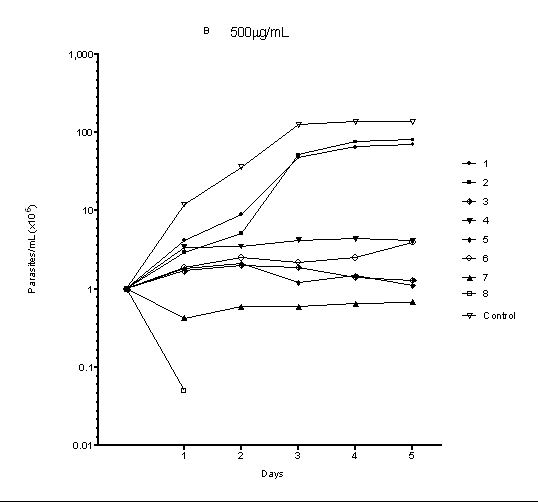 B 500µg/mL
1,000
100
10
1
0.1
0.01
Parasites/mL (x10⁶)
1 2 3 4 5
Days
1
2
3
4
5
6
7
8
Control